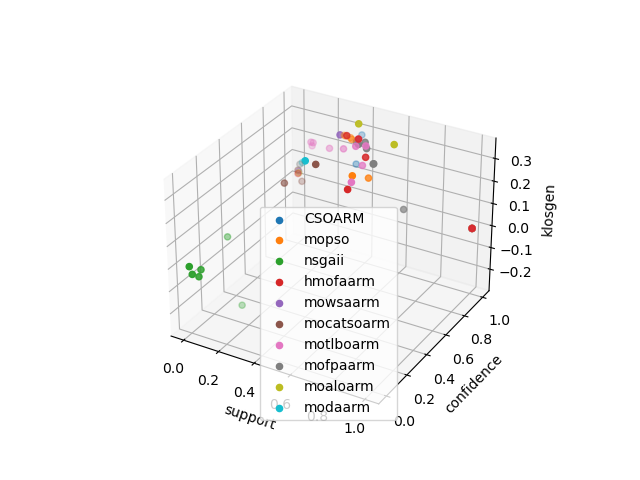 0.3
0.2
0.1
0.0
−0.1
−0.2
klosgen
CSOARM
mopso
nsgaii
hmofaarm
mowsaarm
mocatsoarm
motlboarm
mofpaarm
moaloarm
modaarm
0.0
0.2
0.4
0.6
0.8
1.0
support
0.0
0.2
0.4
0.6
0.8
1.0
confidence